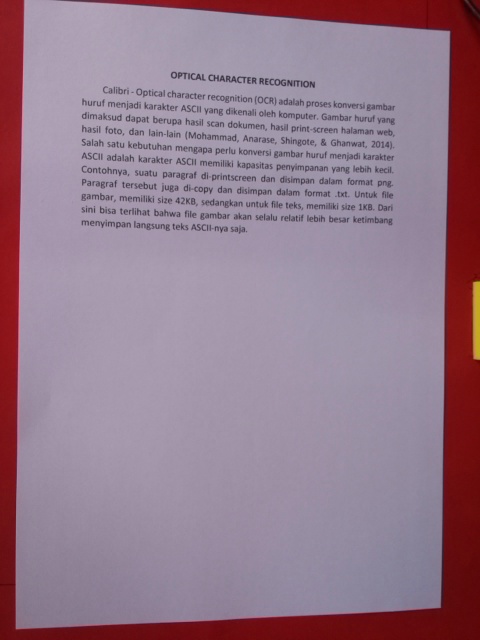 OPTICAL CHARACTER RECOGNITION
Calibri - Optical character recognition (OCR) adalah proses konversi gambar
huruf menjadi karakter ASCII yang dikenali oleh komputer. Gambar huruf yang
dimaksud dapat berupa hasil scan dokumen, hasil print-screen halaman web,
hasil foto, dan lain-lain (Mohammad, Anarase, Shingote, & Ghanwat, 2014).
Salah satu kebutuhan mengapa perlu konversi gambar huruf menjadi karakter
ASCII adalah karakter ASCII memiliki kapasitas penyimpanan yang lebih kecil.
Contohnya, suatu paragraf di-printscreen dan disimpan dalam format png.
Paragraf tersebut juga di-copy dan disimpan dalam format .txt. Untuk file
gambar, memiliki size 42KB, sedangkan untuk file teks, memiliki size 1KB. Dari
sini bisa terlihat bahwa file gambar akan selalu relatif lebih besar ketimbang
menyimpan langsung teks ASCII-nya saja.